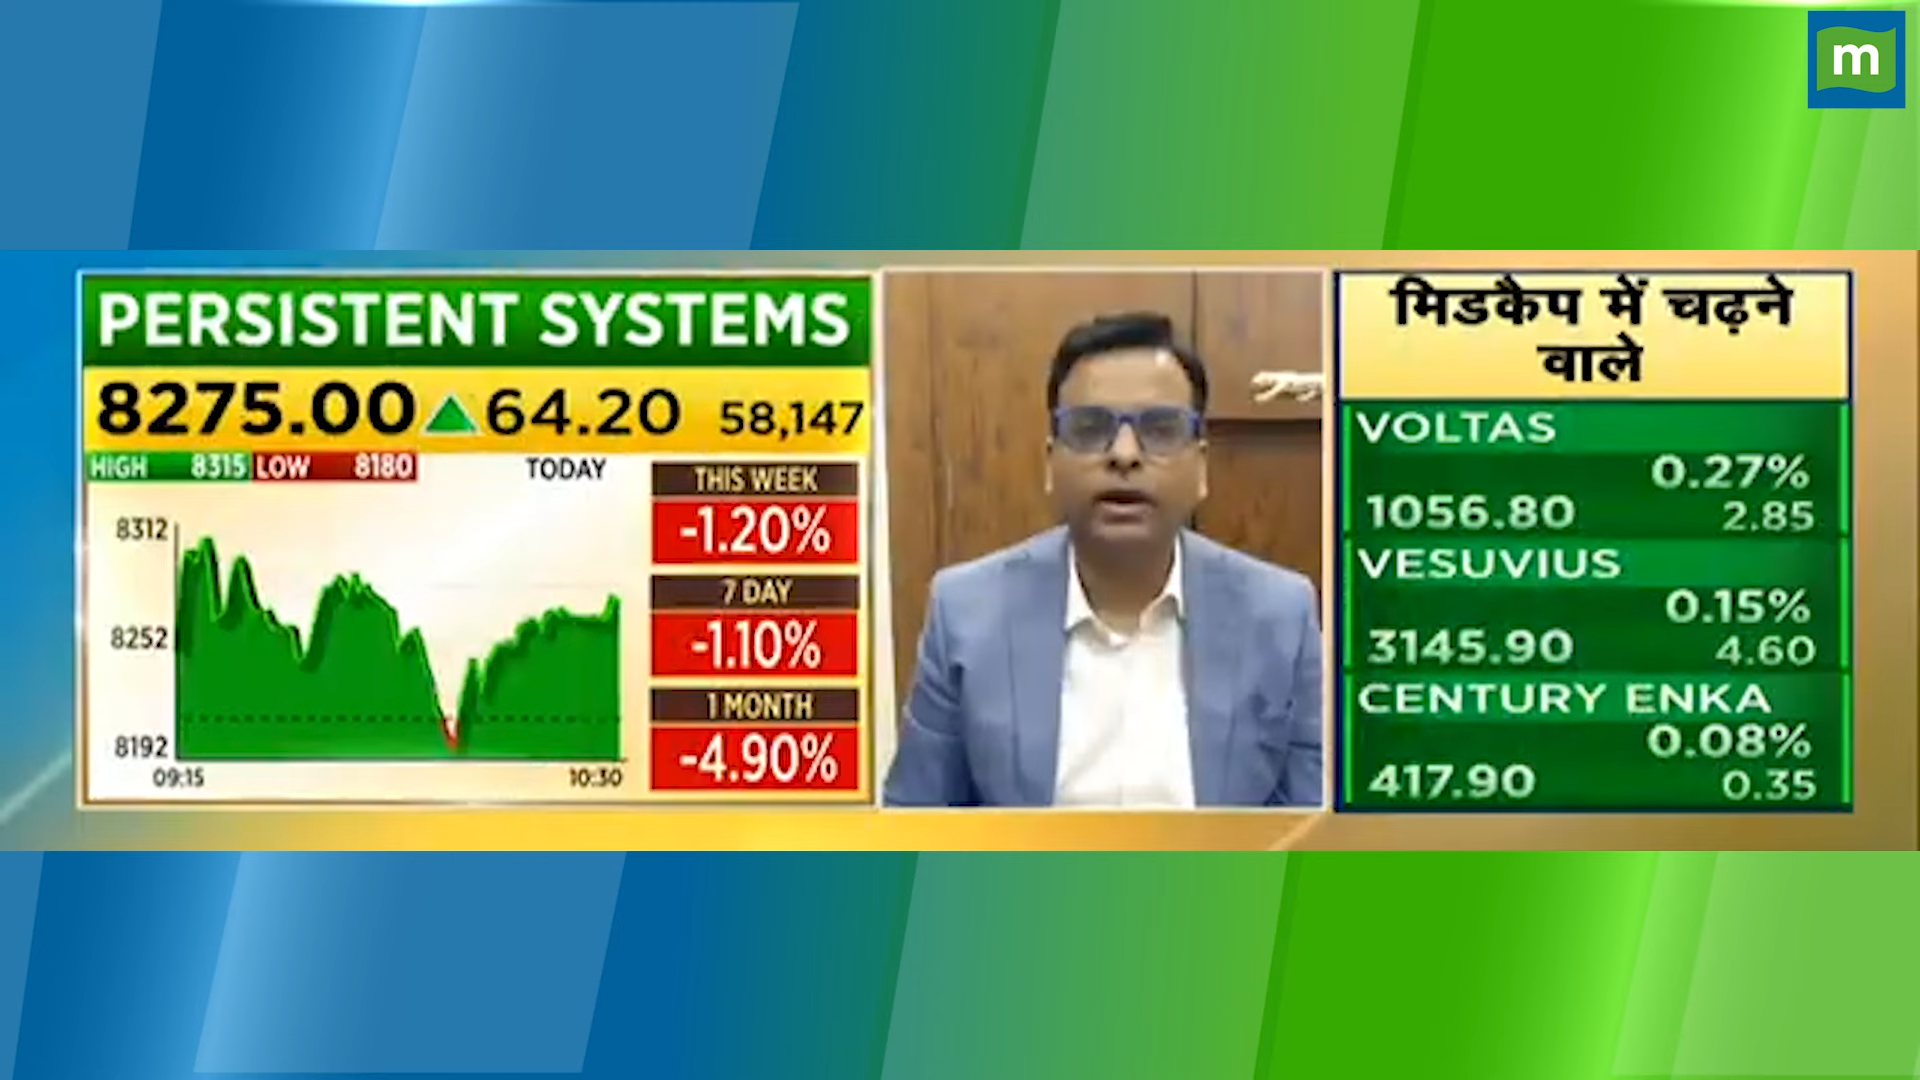 m
PERSISTENT SYSTEMS
8275.00 64.20 58,147
HIGH 8315 LOW 8180 TODAY
8312
8252
8192
09:15 10:30
THIS WEEK
-1.20%
7 DAY
-1.10%
1 MONTH
-4.90%
मिडकैप में चढ़ने
वाले
VOLTAS
0.27%
1056.80 2.85
VESUVIUS
0.15%
3145.90 4.60
CENTURY ENKA
0.08%
417.90 0.35